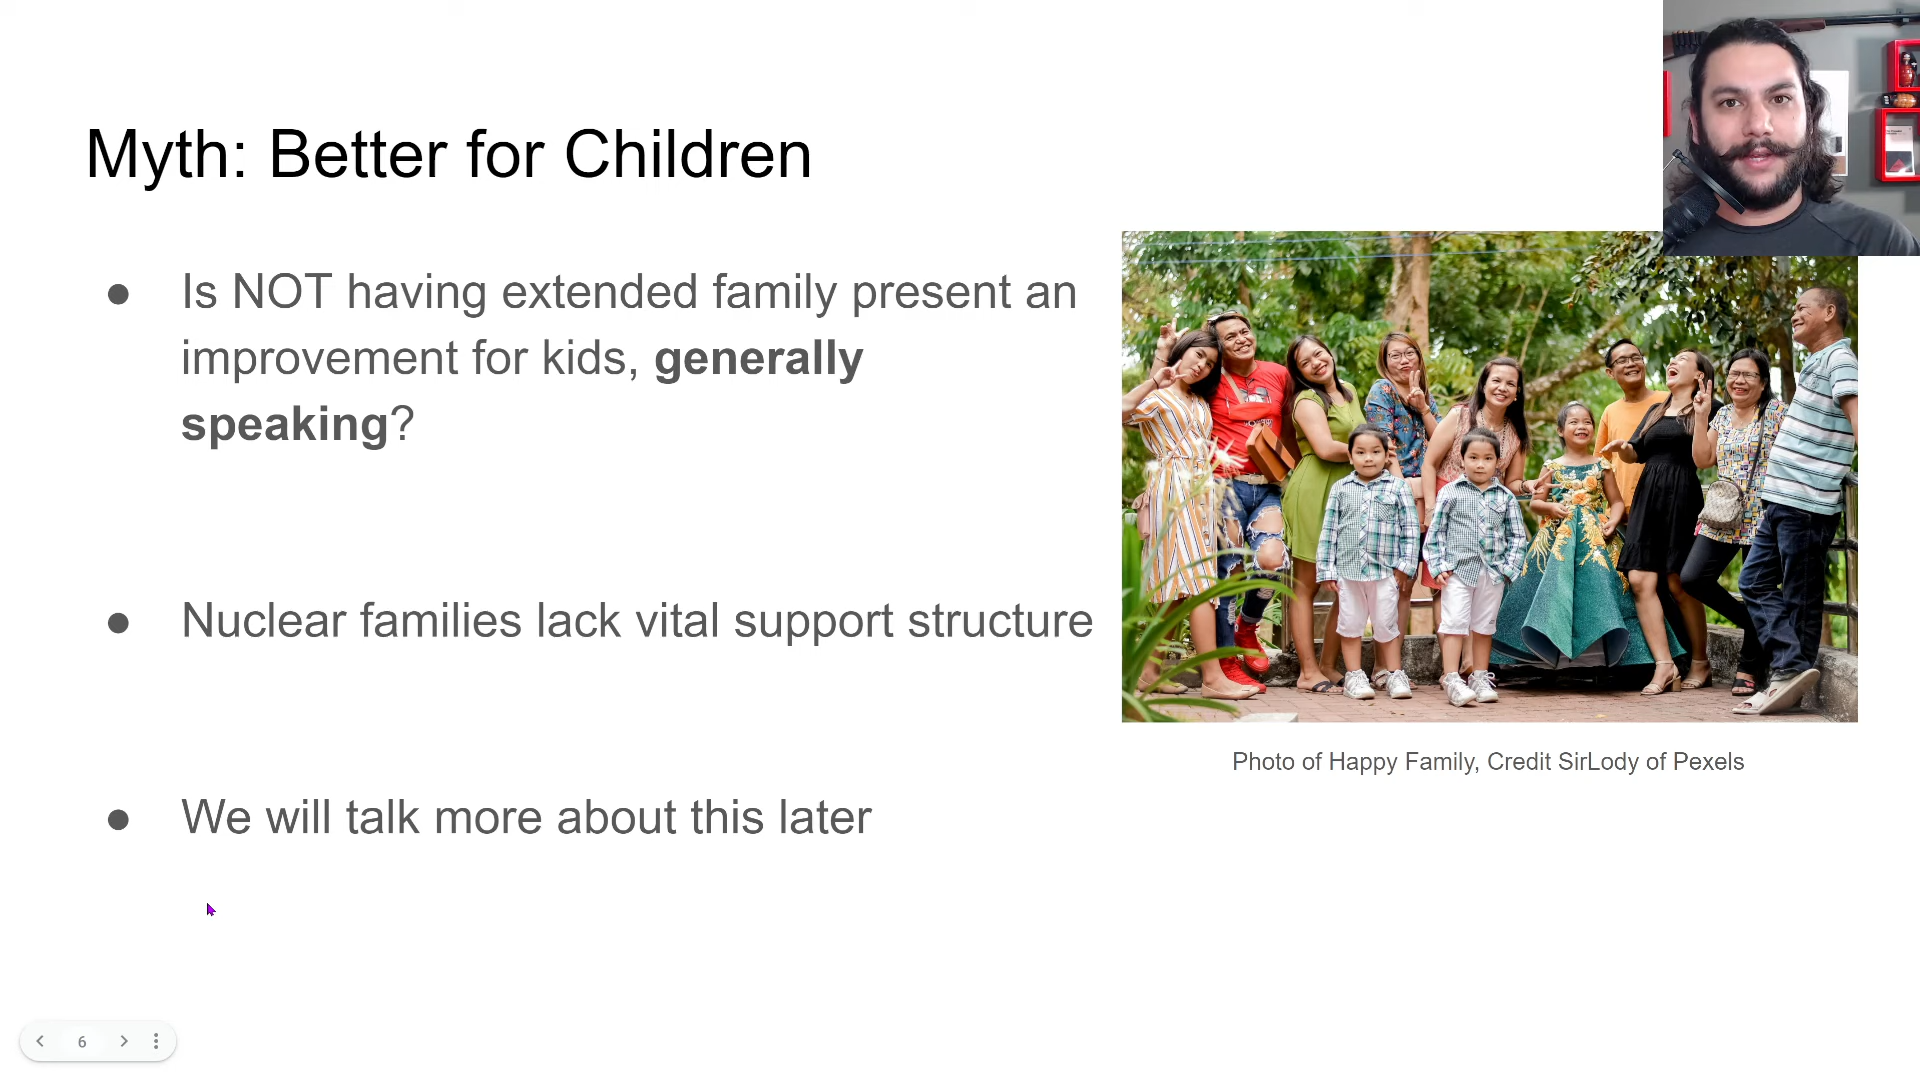 Myth: Better for Children
● Is NOT having extended family present an
improvement for kids, generally
speaking?
● Nuclear families lack vital support structure
● We will talk more about this later
Photo of Happy Family, Credit SirLody of Pexels
6